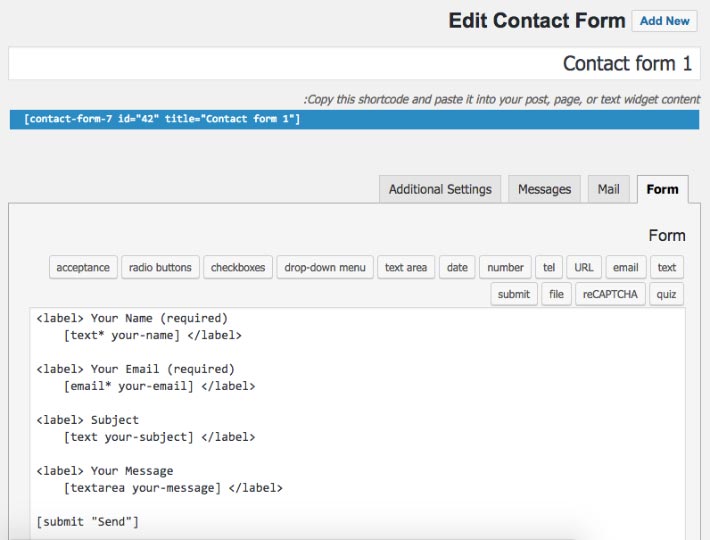 Edit Contact Form Add New
Contact form 1
:Copy this shortcode and paste it into your post, page, or text widget content
[contact-form-7 id="42" title="Contact form 1"]
Additional Settings Messages Mail Form
Form
acceptance radio buttons checkboxes drop-down menu text area date number tel URL email text
submit file reCAPTCHA quiz
<label> Your Name (required)
[text* your-name] </label>
<label> Your Email (required)
[email* your-email] </label>
<label> Subject
[text your-subject] </label>
<label> Your Message
[textarea your-message] </label>
[submit "Send"]